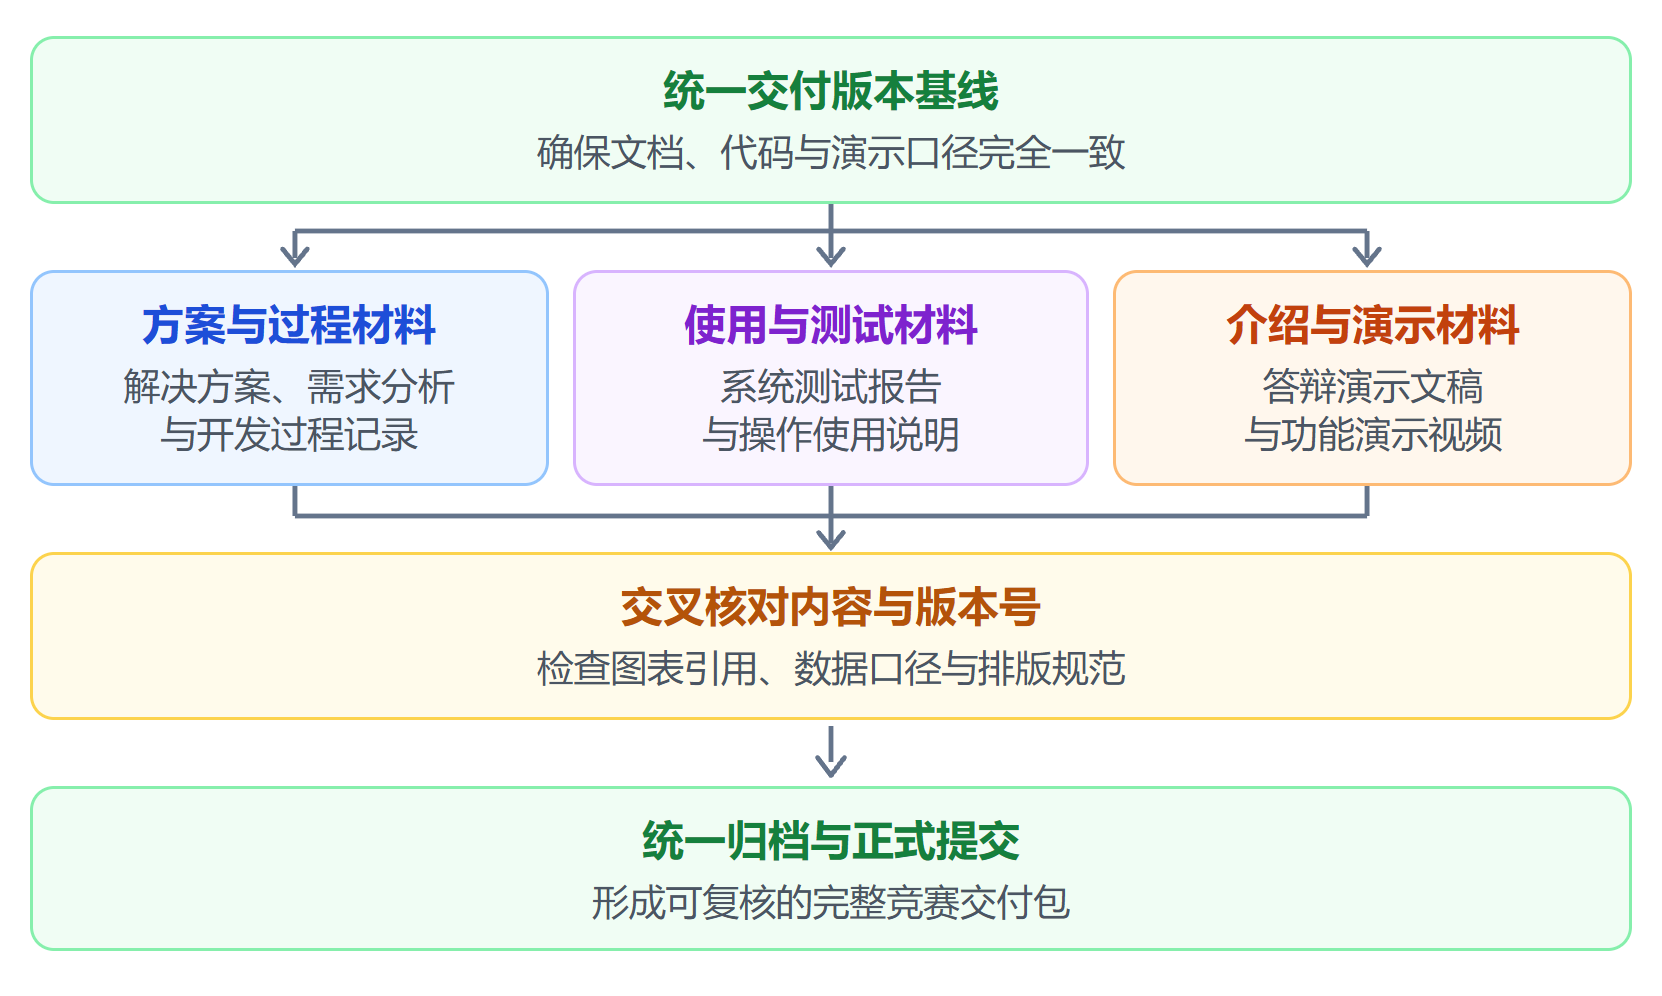 统一交付版本基线
确保文档、代码与演示口径完全一致
方案与过程材料
解决方案、需求分析
与开发过程记录
使用与测试材料
系统测试报告
与操作使用说明
介绍与演示材料
答辩演示文稿
与功能演示视频
交叉核对内容与版本号
检查图表引用、数据口径与排版规范
统一归档与正式提交
形成可复核的完整竞赛交付包